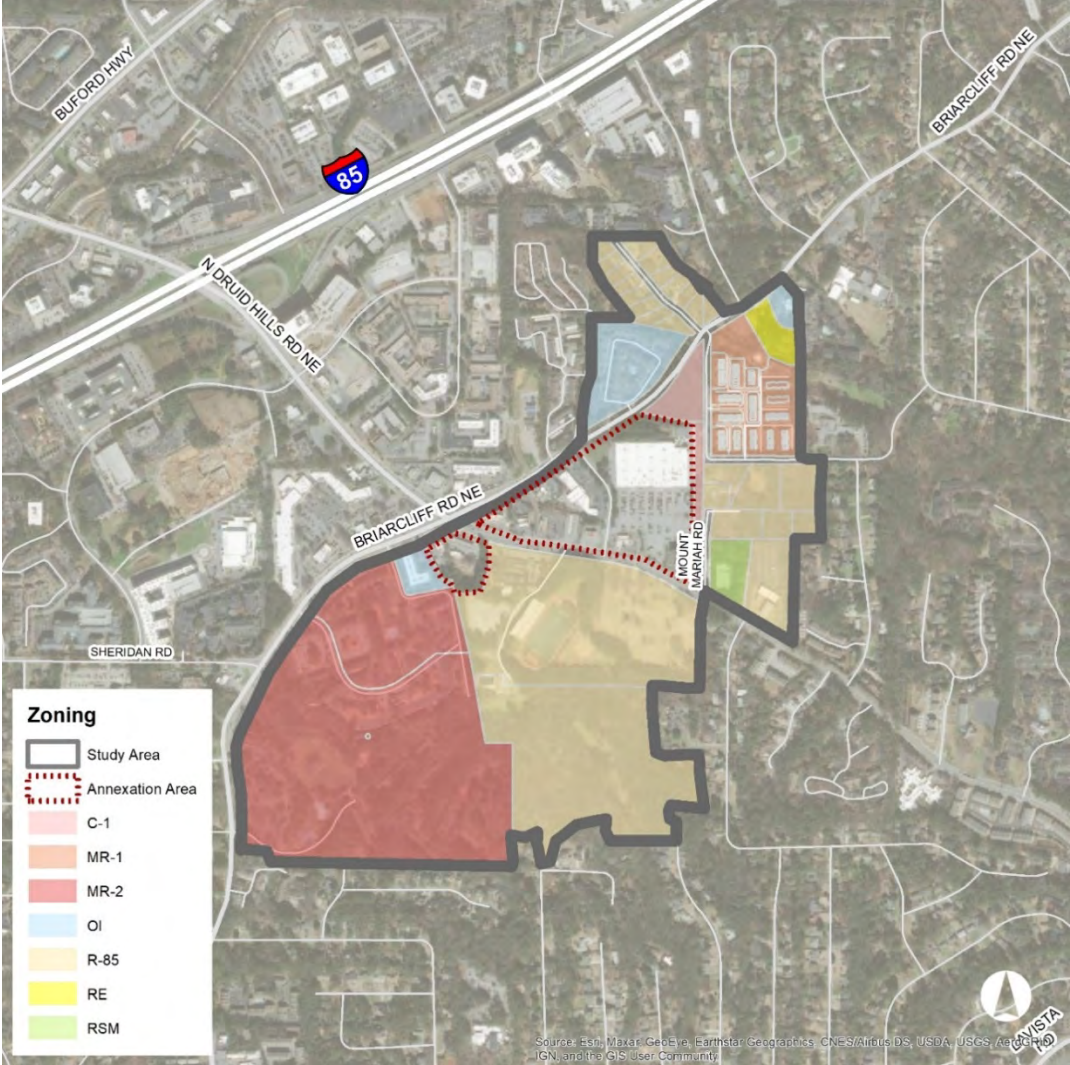 BUFORD HWY
BRIARCLIFF RD NE
85
N DRUID HILLS RD NE
BRIARCLIFF RD NE
MOUNT
MARIAH RD
SHERIDAN RD
Zoning
Study Area
Annexation Area
C-1
MR-1
MR-2
OI
R-85
RE
RSM
LAVISTA
Source: Esri, Maxar, GeoEye, Earthstar Geographics, CNES/Airbus DS, USDA, USGS, AeroGRID,
IGN, and the GIS User Community